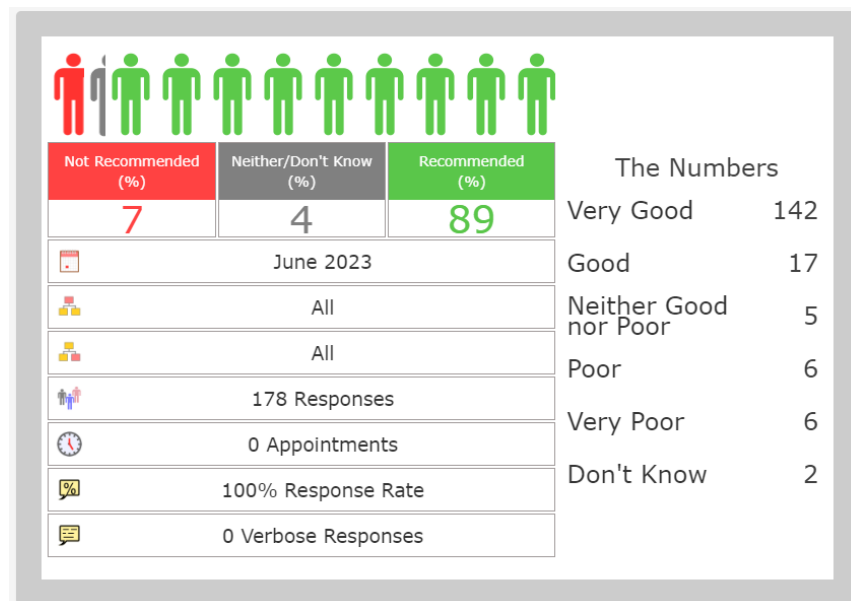 Not Recommended
(%)
Neither/Don't Know
(%)
Recommended
(%)
7
4
89
June 2023
All
All
178 Responses
0 Appointments
%
100% Response Rate
0 Verbose Responses
The Numbers
Very Good 142
Good 17
Neither Good
nor Poor 5
Poor 6
Very Poor 6
Don't Know 2